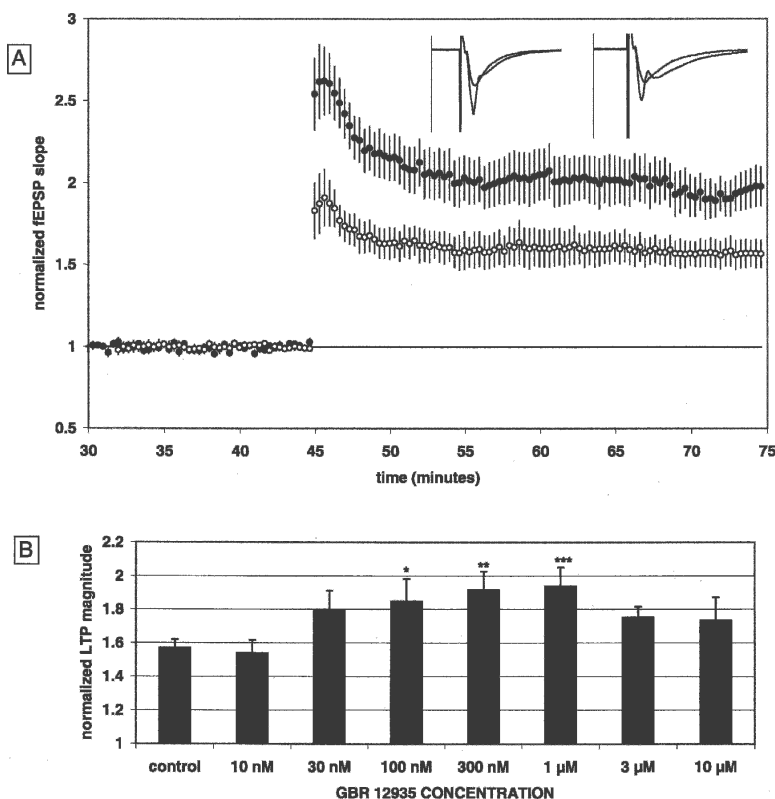 A
3
2.5
2
1.5
1
0.5
normalized fEPSP slope
30 35 40 45 50 55 60 65 70 75
time (minutes)
B
2.2
2
1.8
1.6
1.4
1.2
1
normalized LTP magnitude
* ** ***
control 10 nM 30 nM 100 nM 300 nM 1 µM 3 µM 10 µM
GBR 12935 CONCENTRATION